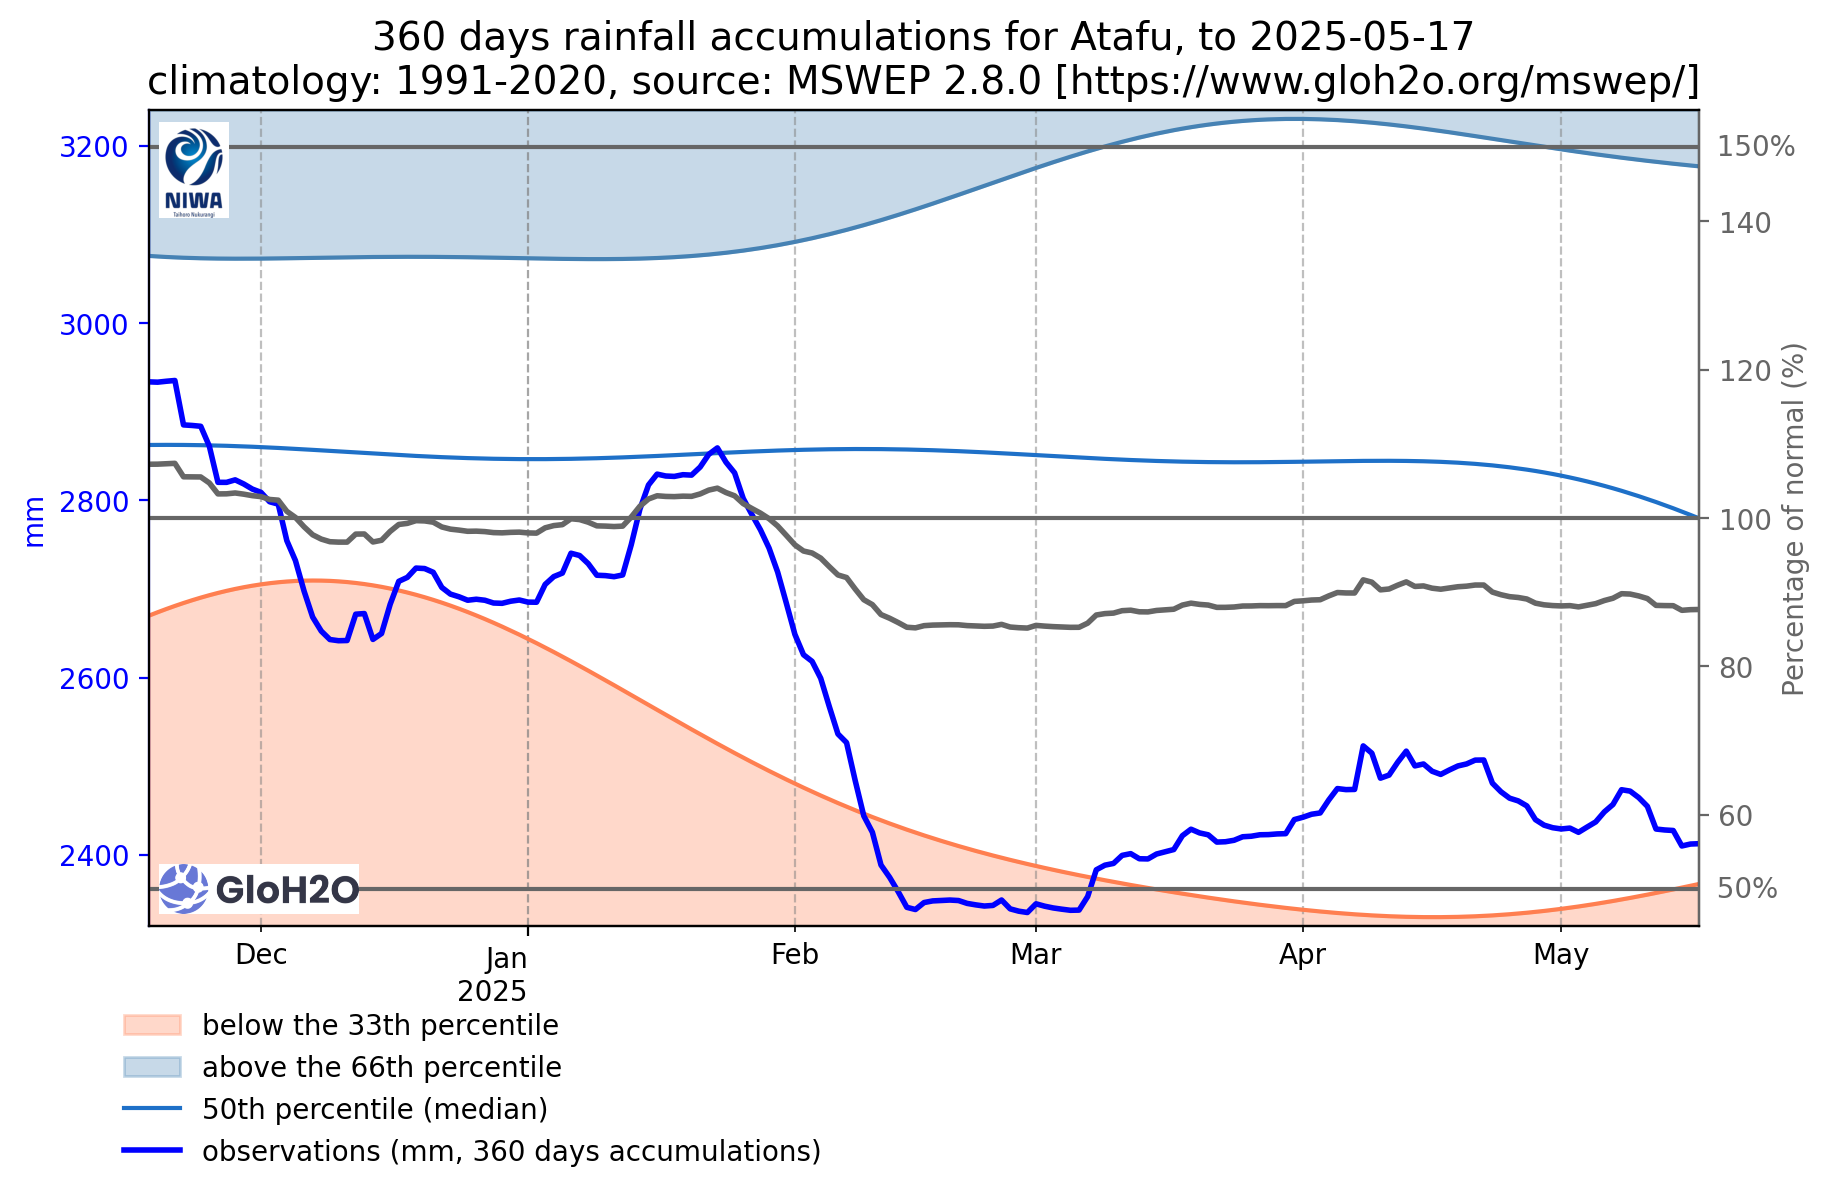 360 days rainfall accumulations for Atafu, to 2025-05-17
climatology: 1991-2020, source: MSWEP 2.8.0 [https://www.gloh2o.org/mswep/]
3200
3000
2800
2600
2400
mm
150%
140
120
100
80
60
50%
Percentage of normal (%)
NIWA
Taihoro Nukurangi
GloH2O
Dec
Jan
2025
Feb
Mar
Apr
May
below the 33th percentile
above the 66th percentile
50th percentile (median)
observations (mm, 360 days accumulations)